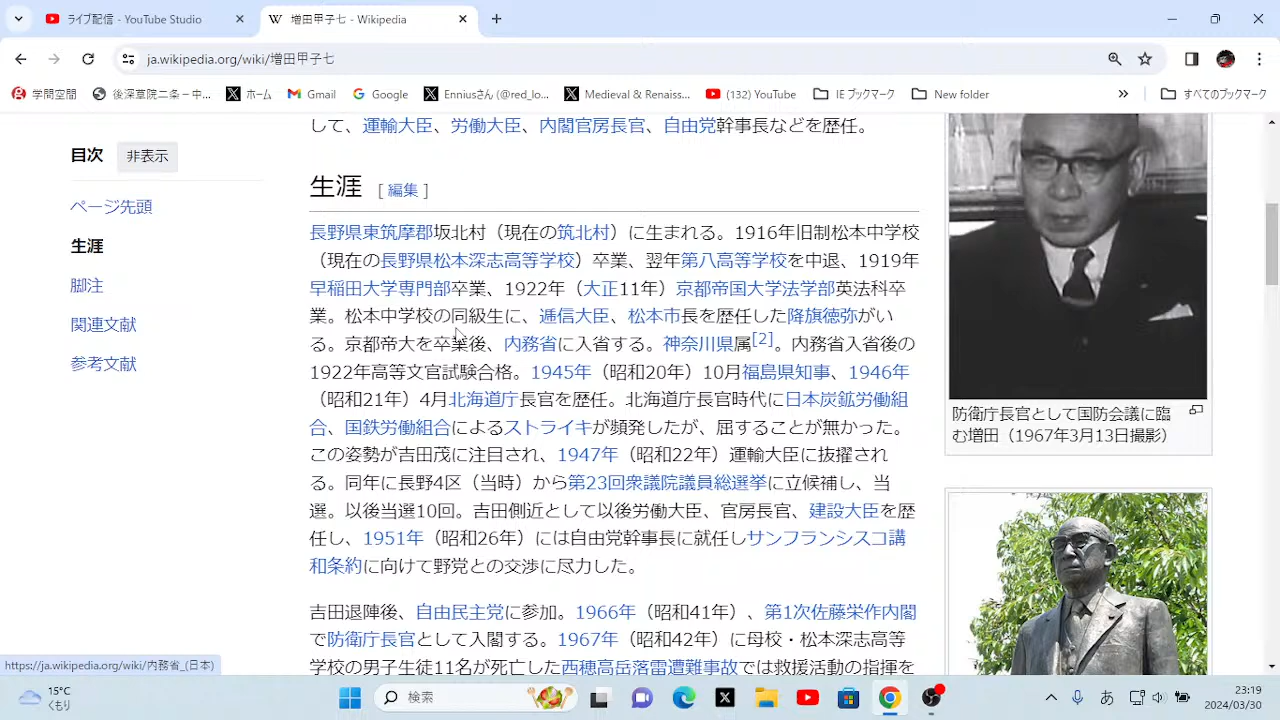 ライブ配信 - YouTube Studio
増田甲子七 - Wikipedia
ja.wikipedia.org/wiki/増田甲子七
学問空間
後深草院二条－中...
ホーム
Gmail
Google
Enniusさん (@red_lo...
Medieval & Renaiss...
(132) YouTube
IE ブックマーク
New folder
すべてのブックマーク
目次
非表示
ページ先頭
生涯
脚注
関連文献
参考文献
して、運輸大臣、労働大臣、内閣官房長官、自由党幹事長などを歴任。
生涯 [ 編集 ]
長野県東筑摩郡坂北村（現在の筑北村）に生まれる。1916年旧制松本中学校
（現在の長野県松本深志高等学校）卒業、翌年第八高等学校を中退、1919年
早稲田大学専門部卒業、1922年（大正11年）京都帝国大学法学部英法科卒
業。松本中学校の同級生に、逓信大臣、松本市長を歴任した降旗徳弥がい
る。京都帝大を卒業後、内務省に入省する。神奈川県属[2]。内務省入省後の
1922年高等文官試験合格。1945年（昭和20年）10月福島県知事、1946年
（昭和21年）4月北海道庁長官を歴任。北海道庁長官時代に日本炭鉱労働組
合、国鉄労働組合によるストライキが頻発したが、屈することが無かった。
この姿勢が吉田茂に注目され、1947年（昭和22年）運輸大臣に抜擢され
る。同年に長野4区（当時）から第23回衆議院議員総選挙に立候補し、当
選。以後当選10回。吉田側近として以後労働大臣、官房長官、建設大臣を歴
任し、1951年（昭和26年）には自由党幹事長に就任しサンフランシスコ講
和条約に向けて野党との交渉に尽力した。
吉田退陣後、自由民主党に参加。1966年（昭和41年）、第1次佐藤栄作内閣
で防衛庁長官として入閣する。1967年（昭和42年）に母校・松本深志高等
学校の男子生徒11名が死亡した西穂高岳落雷遭難事故では救援活動の指揮を
防衛庁長官として国防会議に臨
む増田（1967年3月13日撮影）
https://ja.wikipedia.org/wiki/内務省_(日本)
15℃
くもり
検索
あ
23:19
2024/03/30